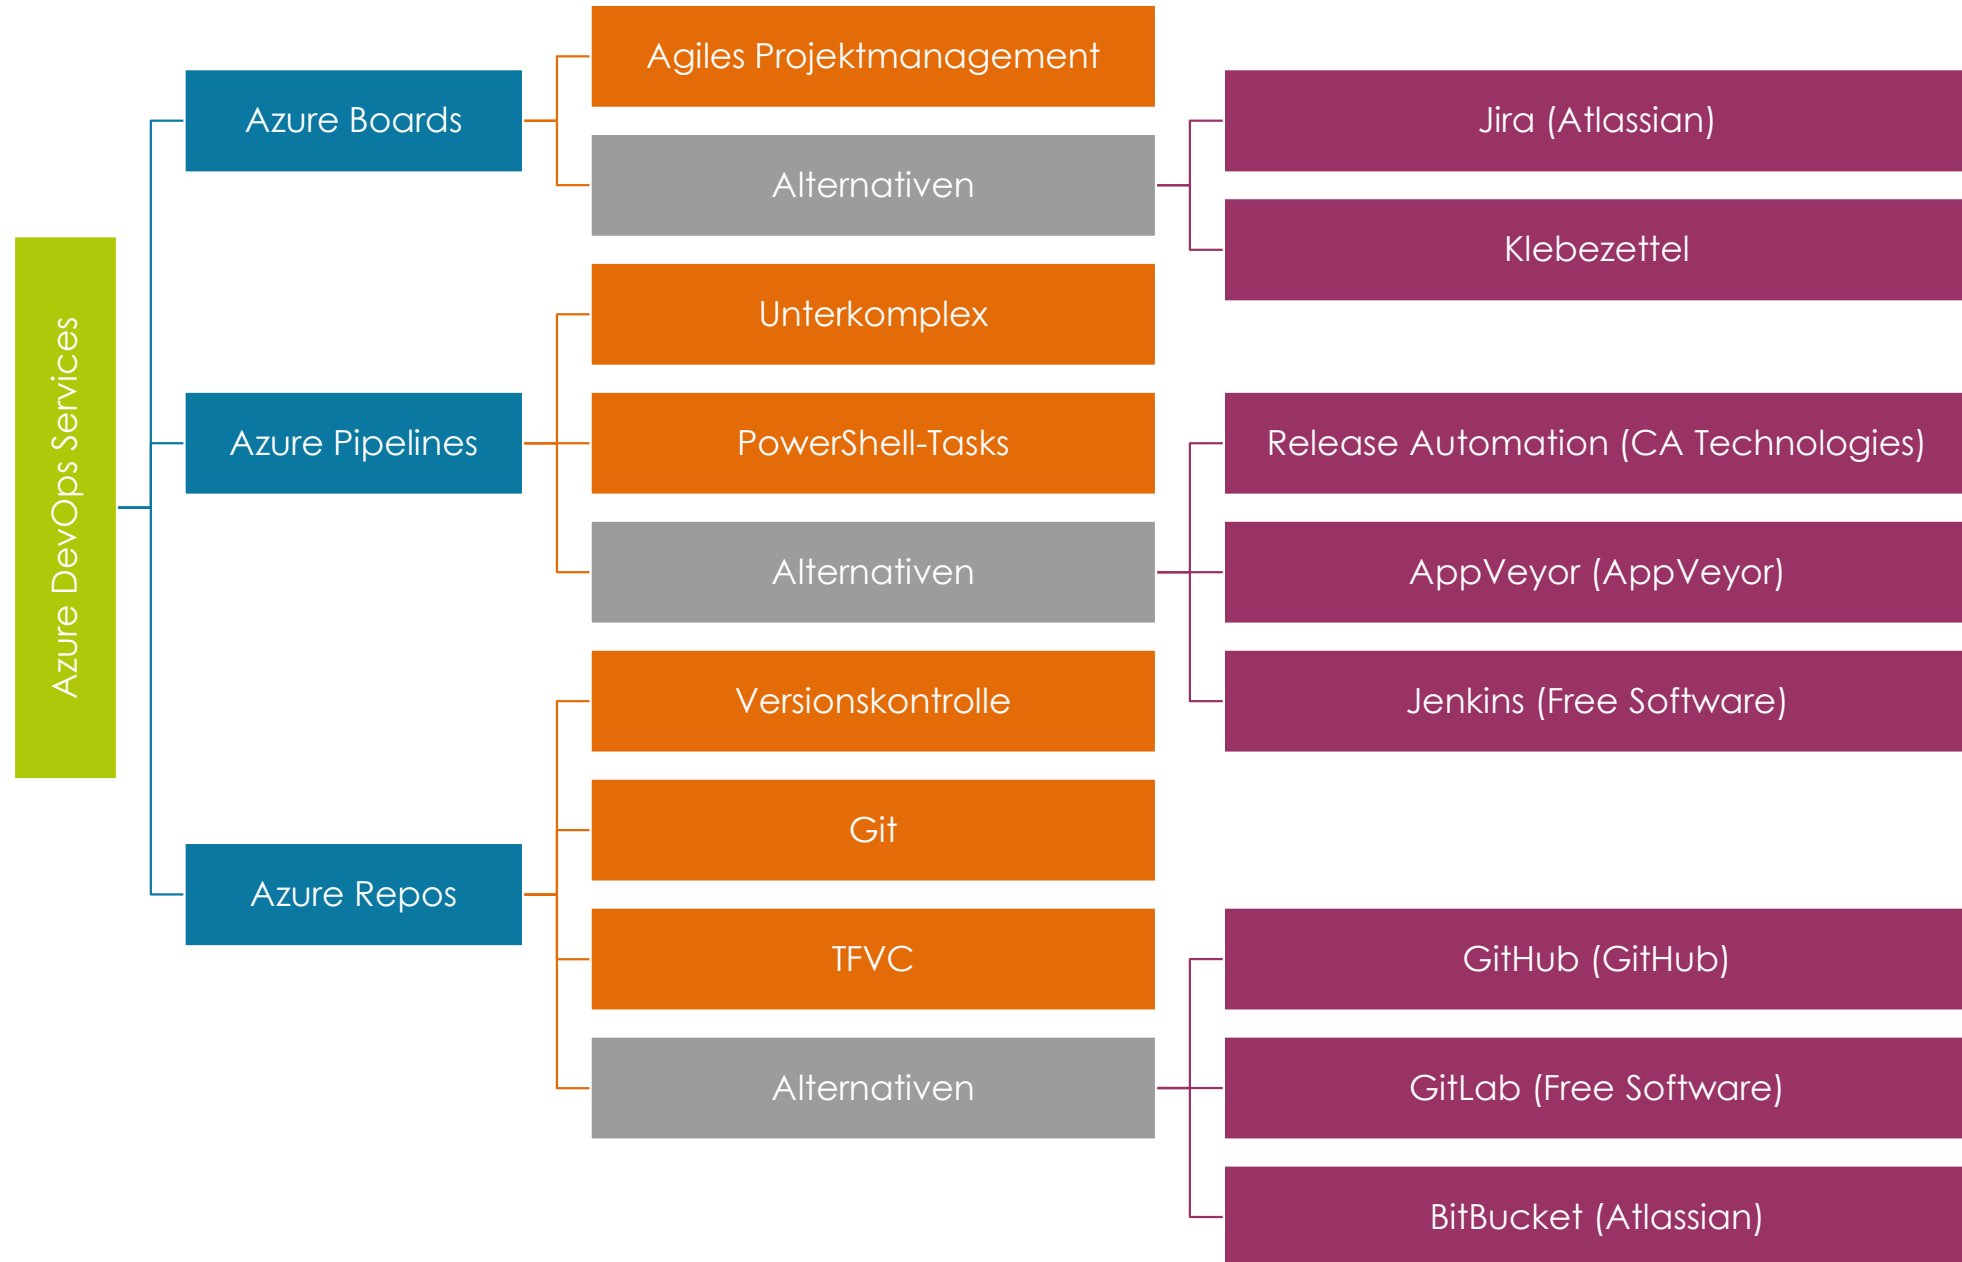 Azure DevOps Services
Azure Boards
Agiles Projektmanagement
Alternativen
Jira (Atlassian)
Klebezettel
Azure Pipelines
Unterkomplex
PowerShell-Tasks
Alternativen
Release Automation (CA Technologies)
AppVeyor (AppVeyor)
Jenkins (Free Software)
Azure Repos
Versionskontrolle
Git
TFVC
Alternativen
GitHub (GitHub)
GitLab (Free Software)
BitBucket (Atlassian)